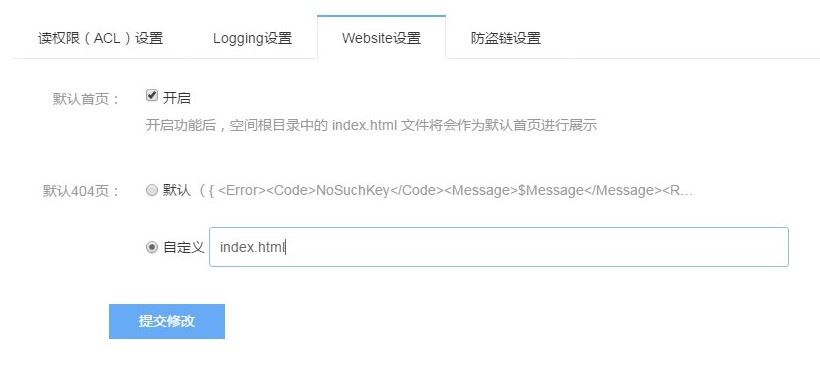 读权限（ACL）设置 Logging设置 Website设置 防盗链设置
默认首页： 开启
开启功能后，空间根目录中的 index.html 文件将会作为默认首页进行展示
默认404页： 默认（{ <Error><Code>NoSuchKey</Code><Message>$Message</Message><R...
自定义 index.html
提交修改